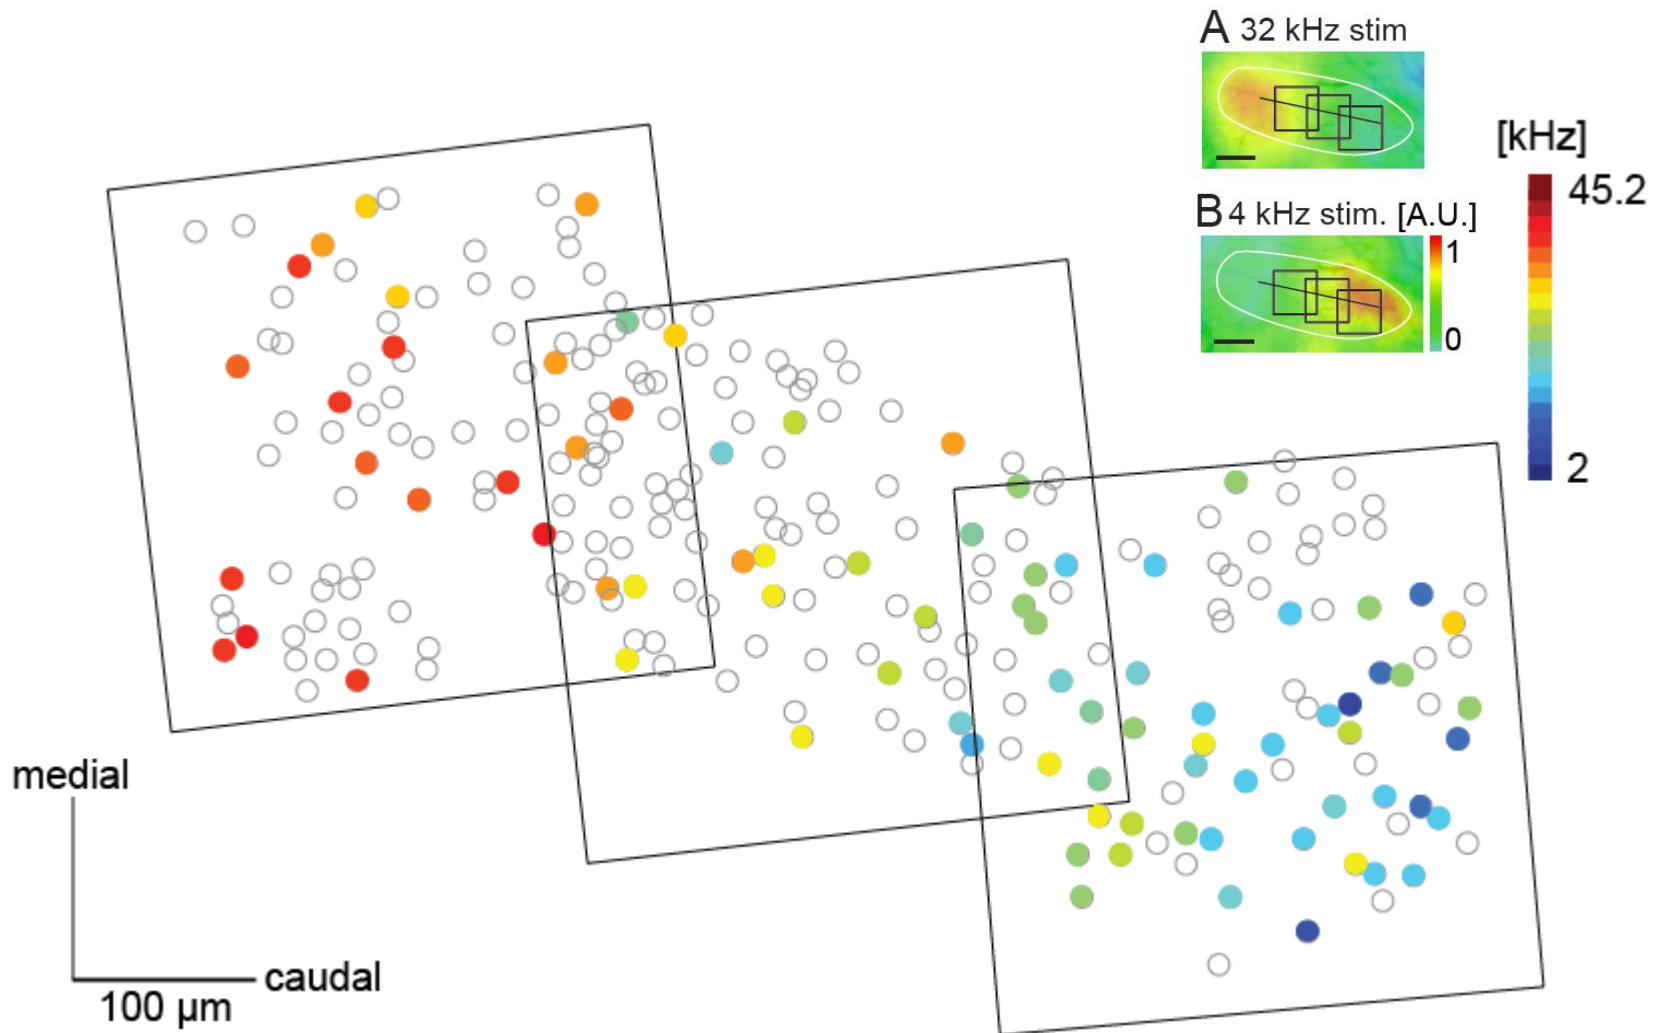 A 32 kHz stim
B 4 kHz stim. [A.U.]
1
0
[kHz]
45.2
2
medial
caudal
100 µm